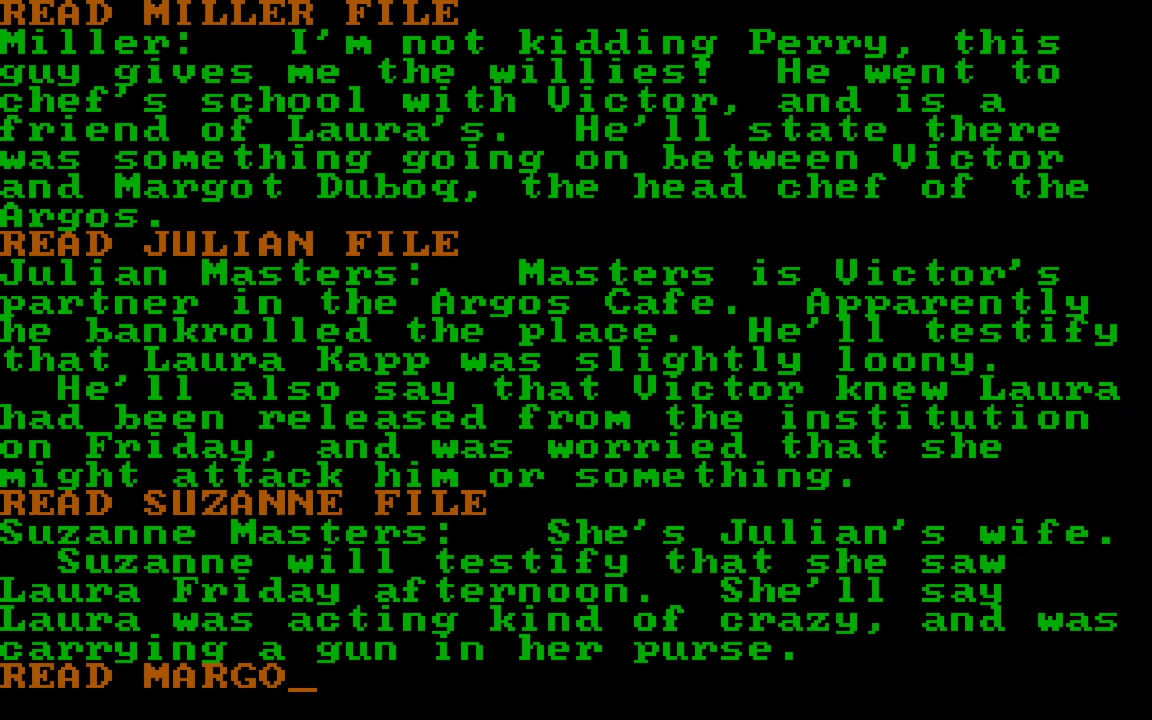 READ MILLER FILE
Miller:   I'm not kidding Perry, this
guy gives me the willies!  He went to
chef's school with Victor, and is a
friend of Laura's.  He'll state there
was something going on between Victor
and Margot Duboq, the head chef of the
Argos.
READ JULIAN FILE
Julian Masters:   Masters is Victor's
partner in the Argos Cafe.  Apparently
he bankrolled the place.  He'll testify
that Laura Kapp was slightly loony.
  He'll also say that Victor knew Laura
had been released from the institution
on Friday, and was worried that she
might attack him or something.
READ SUZANNE FILE
Suzanne Masters:   She's Julian's wife.
  Suzanne will testify that she saw
Laura Friday afternoon.  She'll say
Laura was acting kind of crazy, and was
carrying a gun in her purse.
READ MARGO_